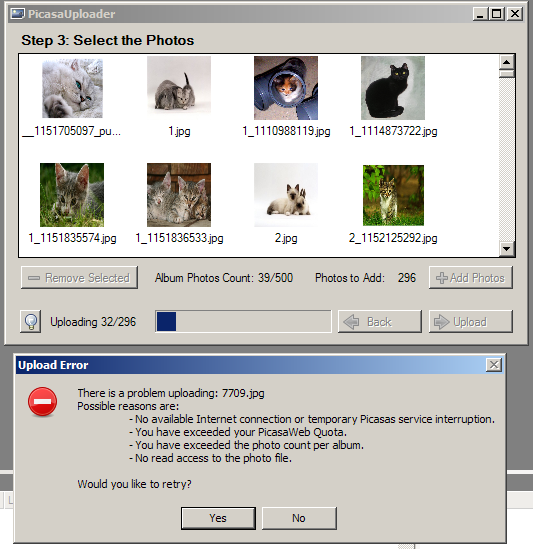 PicasaUploader
Step 3: Select the Photos
__1151705097_pu... 1.jpg 1_1110988119.jpg 1_1114873722.jpg
1_1151835574.jpg 1_1151836533.jpg 2.jpg 2_1152125292.jpg
Remove Selected Album Photos Count: 39/500 Photos to Add: 296 Add Photos
Uploading 32/296 Back Upload
Upload Error
There is a problem uploading: 7709.jpg
Possible reasons are:
- No available Internet connection or temporary Picasas service interruption.
- You have exceeded your PicasaWeb Quota.
- You have exceeded the photo count per album.
- No read access to the photo file.
Would you like to retry?
Yes No